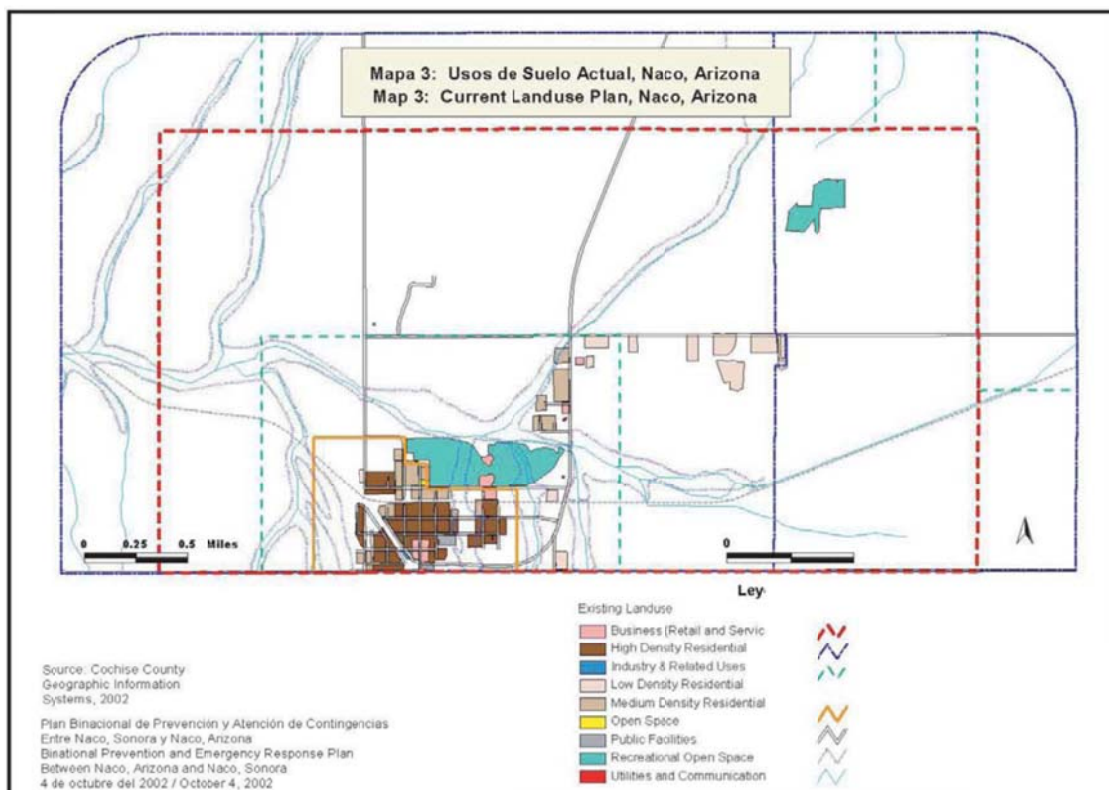 Mapa 3: Usos de Suelo Actual, Naco, Arizona
Map 3: Current Landuse Plan, Naco, Arizona
0 0.25 0.5 Miles
0
Ley
Existing Landuse
Business (Retail and Servic
High Density Residential
Industry & Related Uses
Low Density Residential
Medium Density Residential
Open Space
Public Facilities
Recreational Open Space
Utilities and Communication
Source: Cochise County
Geographic Information
Systems, 2002
Plan Binacional de Prevención y Atención de Contingencias
Entre Naco, Sonora y Naco, Arizona
Binational Prevention and Emergency Response Plan
Between Naco, Arizona and Naco, Sonora
4 de octubre del 2002 / October 4, 2002